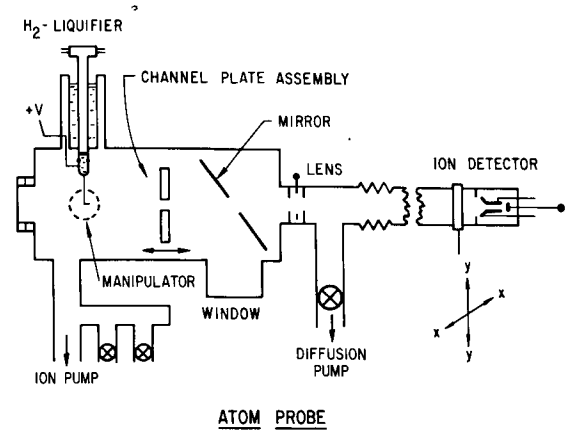 H2-LIQUIFIER
CHANNEL PLATE ASSEMBLY
+V
MIRROR
LENS
ION DETECTOR
MANIPULATOR
WINDOW
y
x
x
y
ION PUMP
DIFFUSION
PUMP
ATOM PROBE